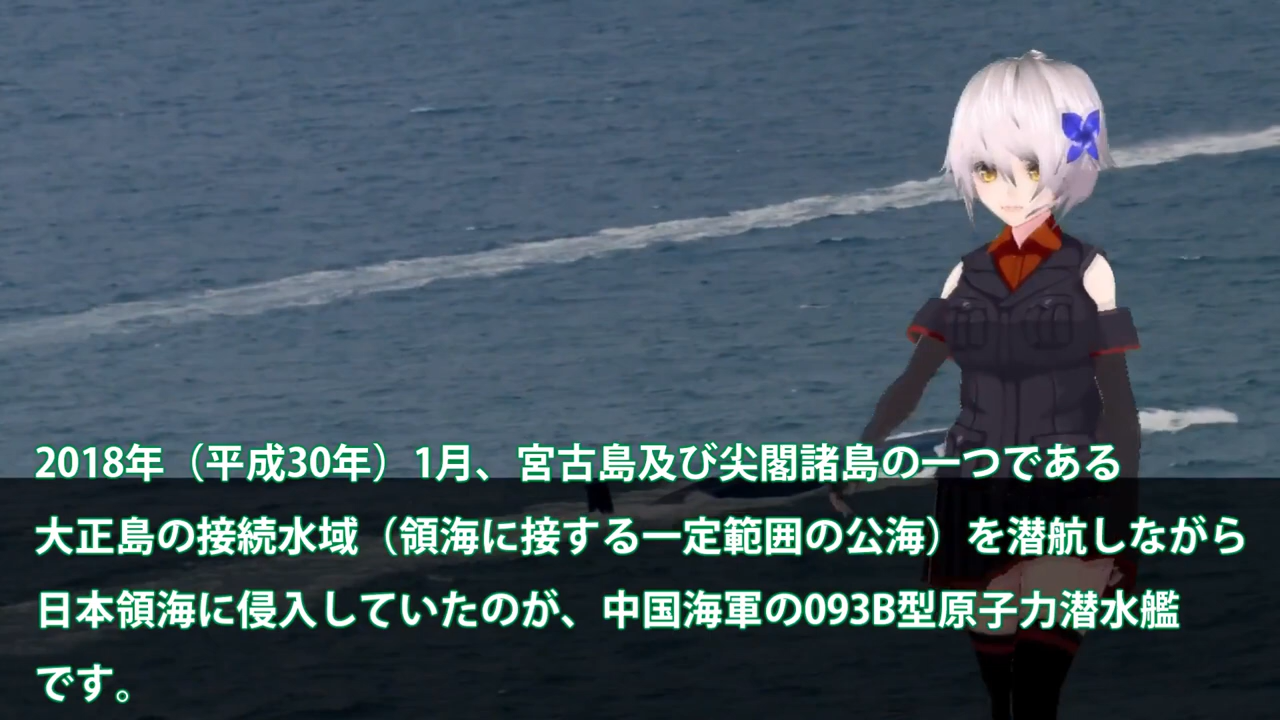 2018年（平成30年）1月、宮古島及び尖閣諸島の一つである
大正島の接続水域（領海に接する一定範囲の公海）を潜航しながら
日本領海に侵入していたのが、中国海軍の093B型原子力潜水艦
です。